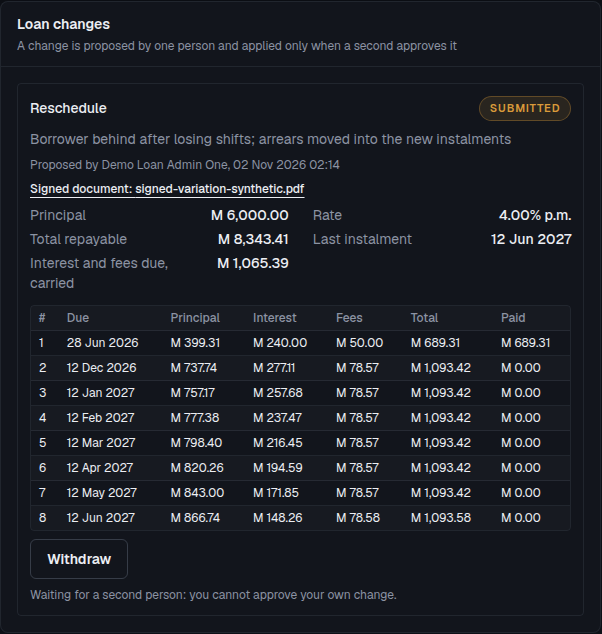 Loan changes
A change is proposed by one person and applied only when a second approves it
Reschedule
SUBMITTED
Borrower behind after losing shifts; arrears moved into the new instalments
Proposed by Demo Loan Admin One, 02 Nov 2026 02:14
Signed document: signed-variation-synthetic.pdf
Principal M 6,000.00 Rate 4.00% p.m.
Total repayable M 8,343.41 Last instalment 12 Jun 2027
Interest and fees due, carried M 1,065.39
# Due Principal Interest Fees Total Paid
1 28 Jun 2026 M 399.31 M 240.00 M 50.00 M 689.31 M 689.31
2 12 Dec 2026 M 737.74 M 277.11 M 78.57 M 1,093.42 M 0.00
3 12 Jan 2027 M 757.17 M 257.68 M 78.57 M 1,093.42 M 0.00
4 12 Feb 2027 M 777.38 M 237.47 M 78.57 M 1,093.42 M 0.00
5 12 Mar 2027 M 798.40 M 216.45 M 78.57 M 1,093.42 M 0.00
6 12 Apr 2027 M 820.26 M 194.59 M 78.57 M 1,093.42 M 0.00
7 12 May 2027 M 843.00 M 171.85 M 78.57 M 1,093.42 M 0.00
8 12 Jun 2027 M 866.74 M 148.26 M 78.58 M 1,093.58 M 0.00
Withdraw
Waiting for a second person: you cannot approve your own change.